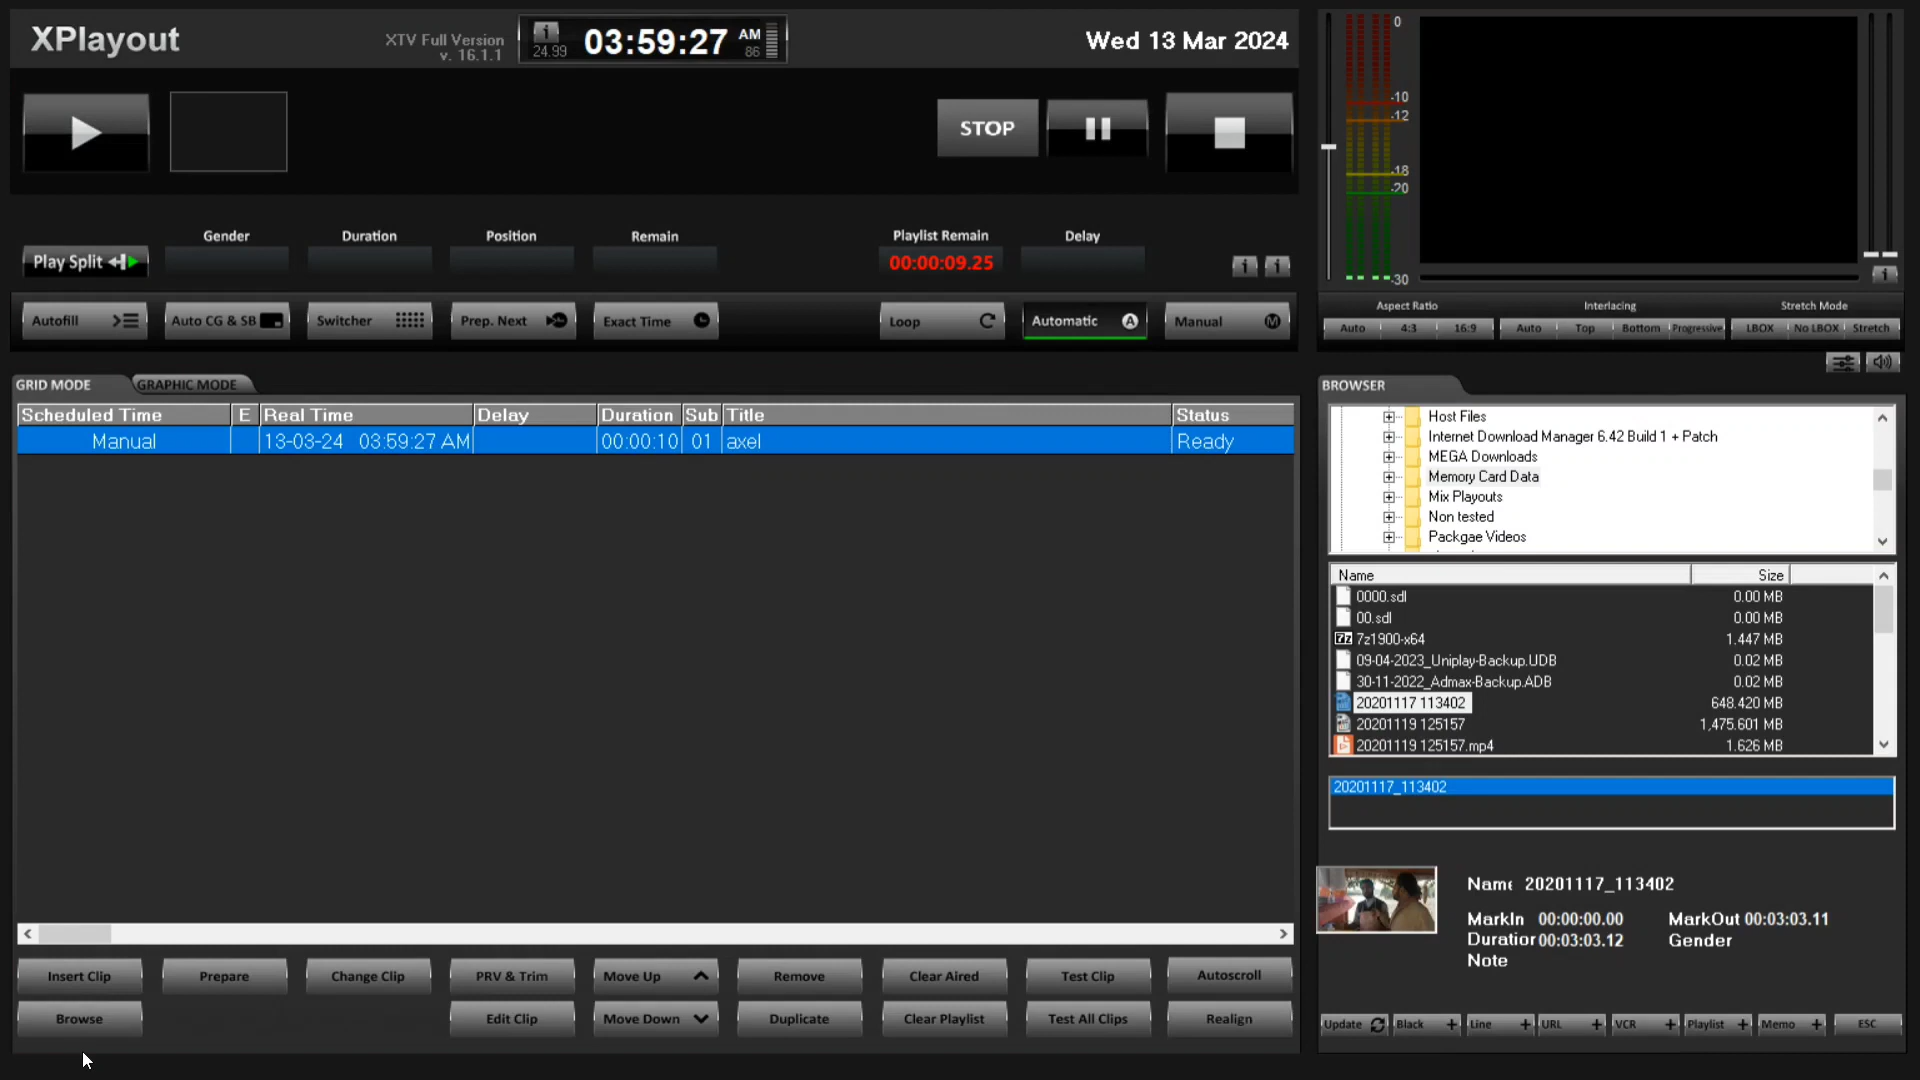 XPlayout
XTV Full Version
v. 16.1.1
24.99
03:59:27 AM
86
Wed 13 Mar 2024
STOP
Play Split
Gender
Duration
Position
Remain
Playlist Remain
00:00:09.25
Delay
Autofill
Auto CG & SB
Switcher
Prep. Next
Exact Time
Loop
Automatic A
Manual M
GRID MODE
GRAPHIC MODE
Scheduled Time E Real Time Delay Duration Sub Title Status
Manual 13-03-24 03:59:27 AM 00:00:10 01 axel Ready
Insert Clip
Prepare
Change Clip
PRV & Trim
Move Up
Remove
Clear Aired
Test Clip
Autoscroll
Browse
Edit Clip
Move Down
Duplicate
Clear Playlist
Test All Clips
Realign
0
-10
-12
-18
-20
-30
Aspect Ratio
Interlacing
Stretch Mode
Auto 4:3 16:9
Auto Top Bottom Progressive
LBOX No LBOX Stretch
BROWSER
Host Files
Internet Download Manager 6.42 Build 1 + Patch
MEGA Downloads
Memory Card Data
Mix Playouts
Non tested
Packgae Videos
Name Size
0000.sdl 0.00 MB
00.sdl 0.00 MB
7z1900-x64 1.447 MB
09-04-2023_Uniplay-Backup.UDB 0.02 MB
30-11-2022_Admax-Backup.ADB 0.02 MB
20201117 113402 648.420 MB
20201119 125157 1,475.601 MB
20201119 125157.mp4 1.626 MB
20201117_113402
Name 20201117_113402
MarkIn 00:00:00.00 MarkOut 00:03:03.11
Duration 00:03:03.12 Gender
Note
Update
Black +
Line +
URL +
VCR +
Playlist +
Memo +
ESC